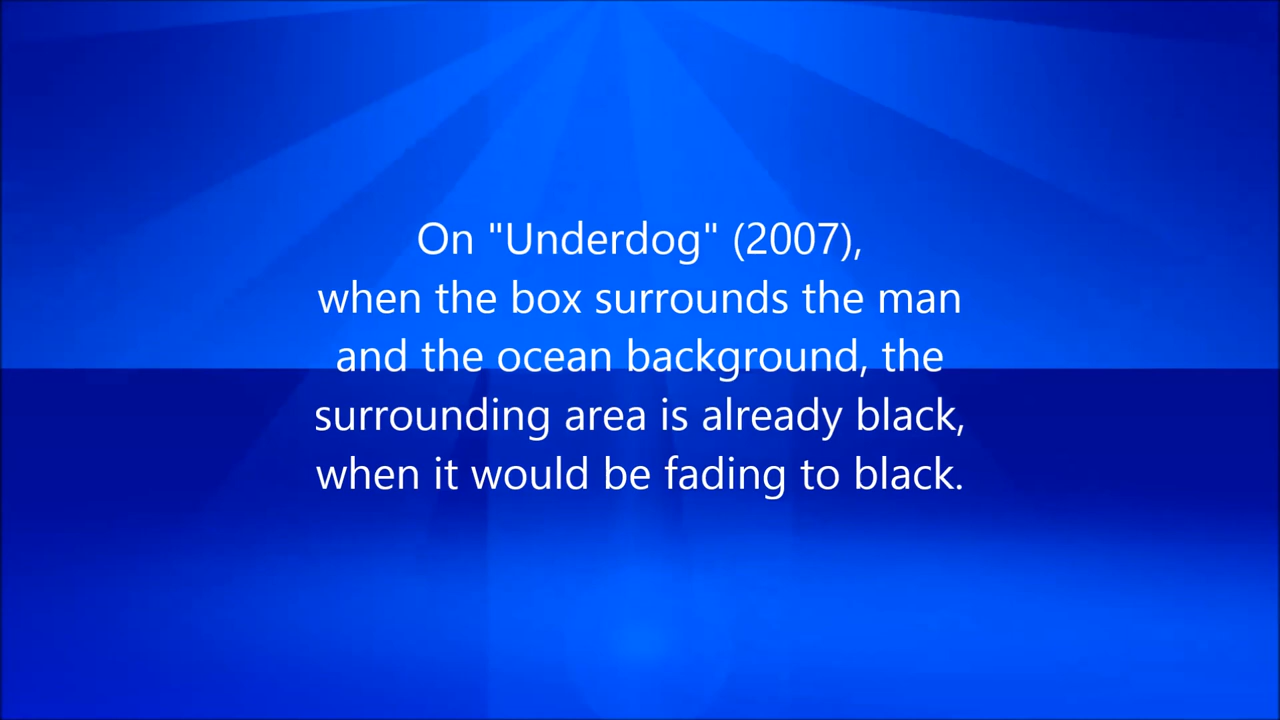 On "Underdog" (2007),
when the box surrounds the man
and the ocean background, the
surrounding area is already black,
when it would be fading to black.